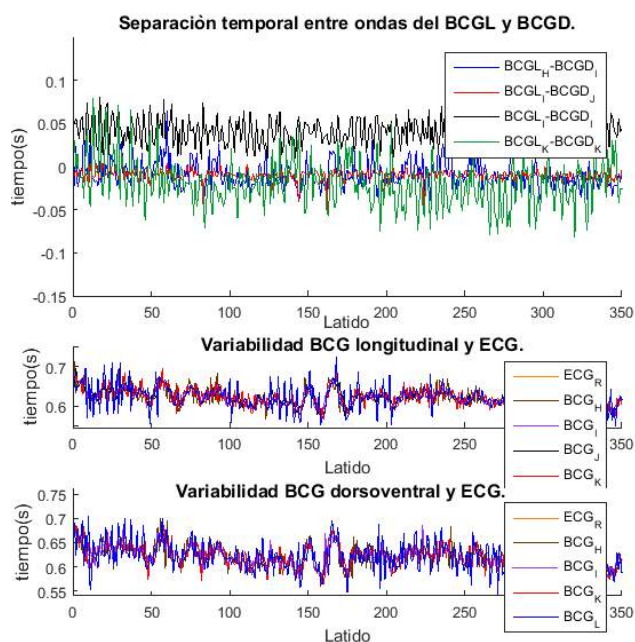 Separaciòn temporal entre ondas del BCGL y BCGD.
BCGL_H-BCGD_I
BCGL_I-BCGD_J
BCGL_I-BCGD_I
BCGL_K-BCGD_K
tiempo(s)
0.1
0.05
0
-0.05
-0.1
-0.15
0 50 100 150 200 250 300 350
Latido
Variabilidad BCG longitudinal y ECG.
tiempo(s)
0.7
0.6
ECG_R
BCG_H
BCG_I
BCG_J
BCG_K
0 50 100 150 200 250 350
Latido
Variabilidad BCG dorsoventral y ECG.
tiempo(s)
0.75
0.7
0.65
0.6
0.55
ECG_R
BCG_H
BCG_I
BCG_K
BCG_L
0 50 100 150 200 250 350
Latido